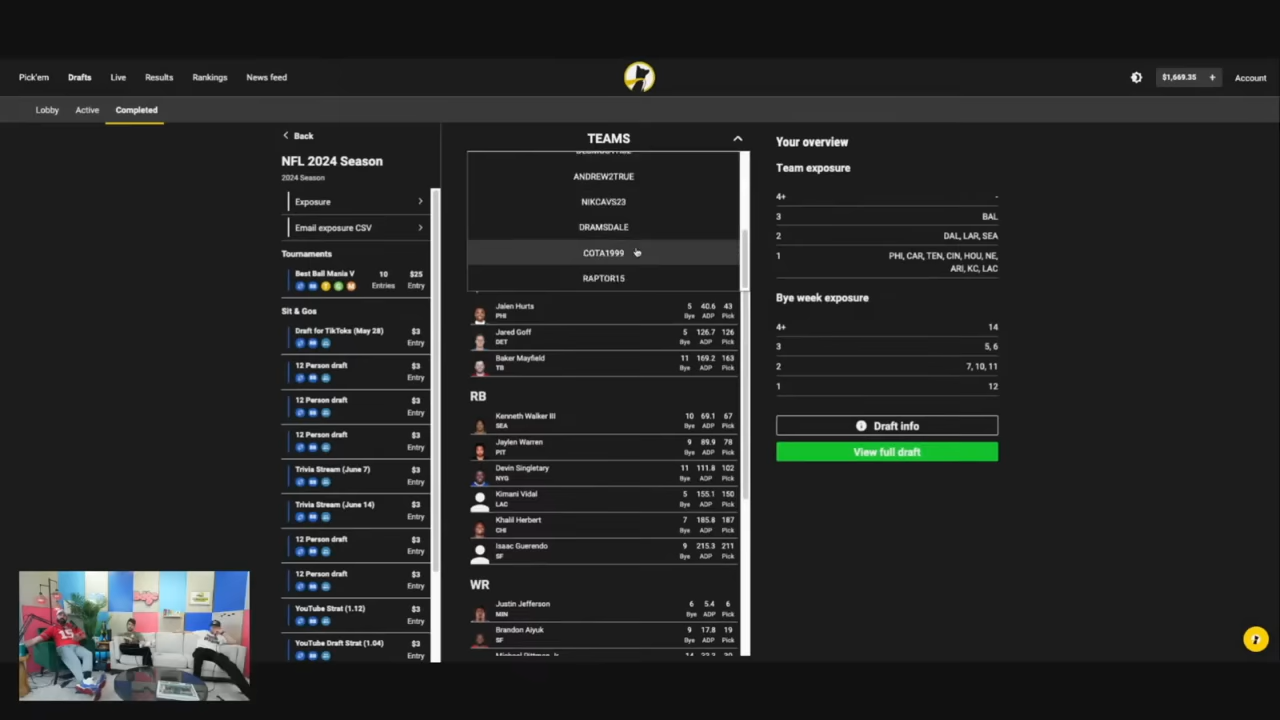 Pick'em Drafts Live Results Rankings News feed $1,669.35 + Account
Lobby Active Completed
Back
NFL 2024 Season
2024 Season
Exposure
Email exposure CSV
Tournaments
Best Ball Mania V 10 $25
Entries Entry
Sit & Gos
Draft for TikToks (May 28) $3
Entry
12 Person draft $3
Entry
12 Person draft $3
Entry
12 Person draft $3
Entry
Trivia Stream (June 7) $3
Entry
Trivia Stream (June 14) $3
Entry
12 Person draft $3
Entry
12 Person draft $3
Entry
YouTube Strat (1.12) $3
Entry
YouTube Draft Strat (1.04) $3
Entry
TEAMS
ANDREW2TRUE
NIKCAVS23
DRAMSDALE
COTA1999
RAPTOR15
Jalen Hurts 5 40.6 43
PHI Bye ADP Pick
Jared Goff 5 126.7 126
DET Bye ADP Pick
Baker Mayfield 11 169.2 163
TB Bye ADP Pick
RB
Kenneth Walker III 10 69.1 67
SEA Bye ADP Pick
Jaylen Warren 9 89.9 78
PIT Bye ADP Pick
Devin Singletary 11 111.8 102
NYG Bye ADP Pick
Kimani Vidal 5 155.1 150
LAC Bye ADP Pick
Khalil Herbert 7 185.8 187
CHI Bye ADP Pick
Isaac Guerendo 9 215.3 211
SF Bye ADP Pick
WR
Justin Jefferson 6 5.4 6
MIN Bye ADP Pick
Brandon Aiyuk 9 17.8 19
SF Bye ADP Pick
Your overview
Team exposure
4+ -
3 BAL
2 DAL, LAR, SEA
1 PHI, CAR, TEN, CIN, HOU, NE,
ARI, KC, LAC
Bye week exposure
4+ 14
3 5, 6
2 7, 10, 11
1 12
Draft info
View full draft
15